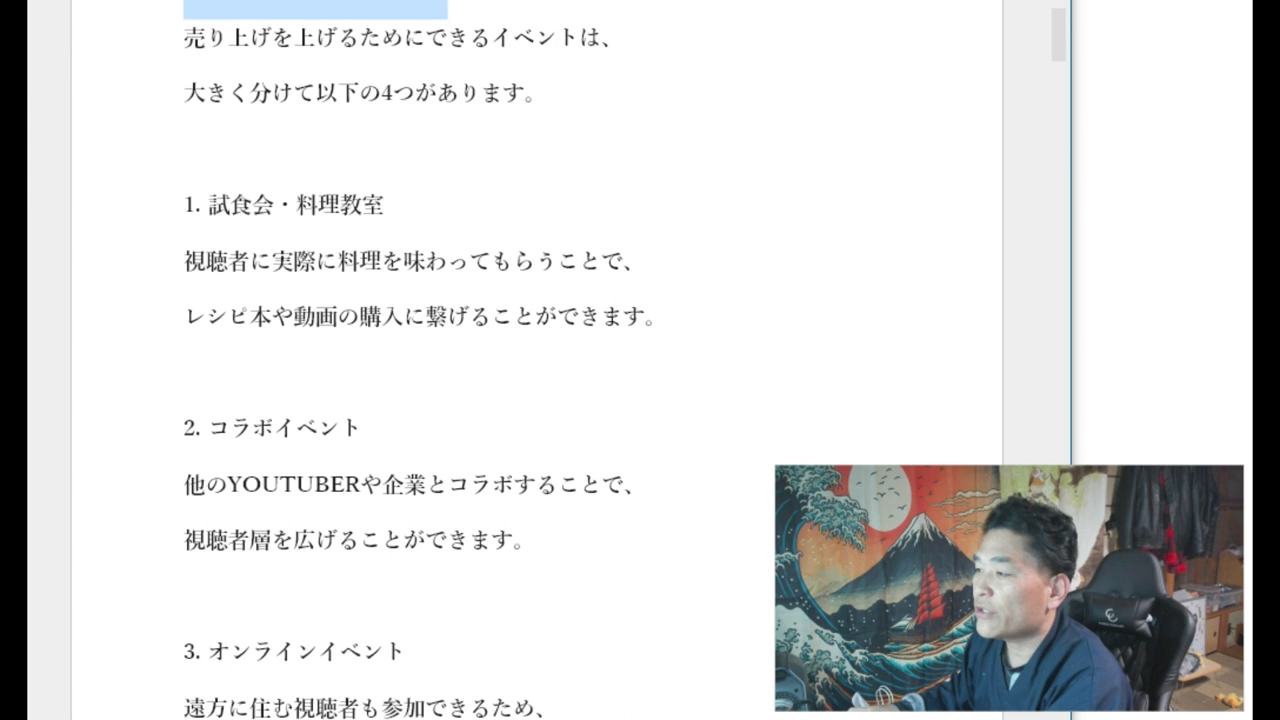 売り上げを上げるためにできるイベントは、
大きく分けて以下の4つがあります。
1. 試食会・料理教室
視聴者に実際に料理を味わってもらうことで、
レシピ本や動画の購入に繋げることができます。
2. コラボイベント
他のYOUTUBERや企業とコラボすることで、
視聴者層を広げることができます。
3. オンラインイベント
遠方に住む視聴者も参加できるため、